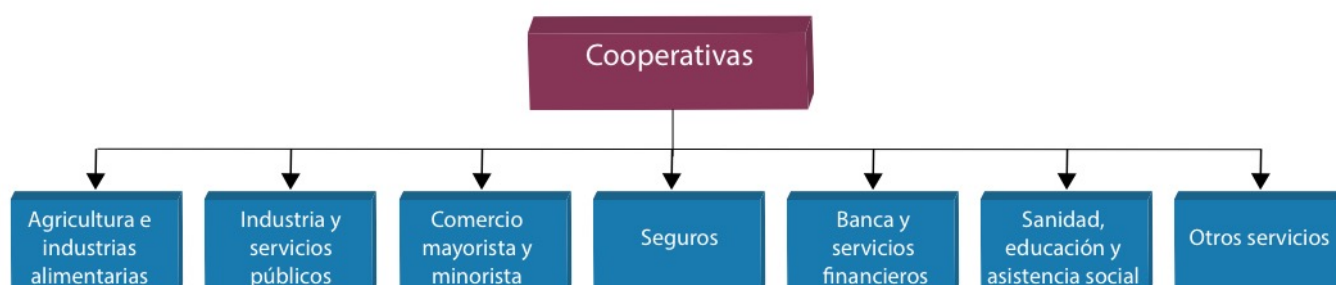 Cooperativas
Agricultura e
industrias
alimentarias
Industria y
servicios
públicos
Comercio
mayorista y
minorista
Seguros
Banca y
servicios
financieros
Sanidad,
educación y
asistencia social
Otros servicios